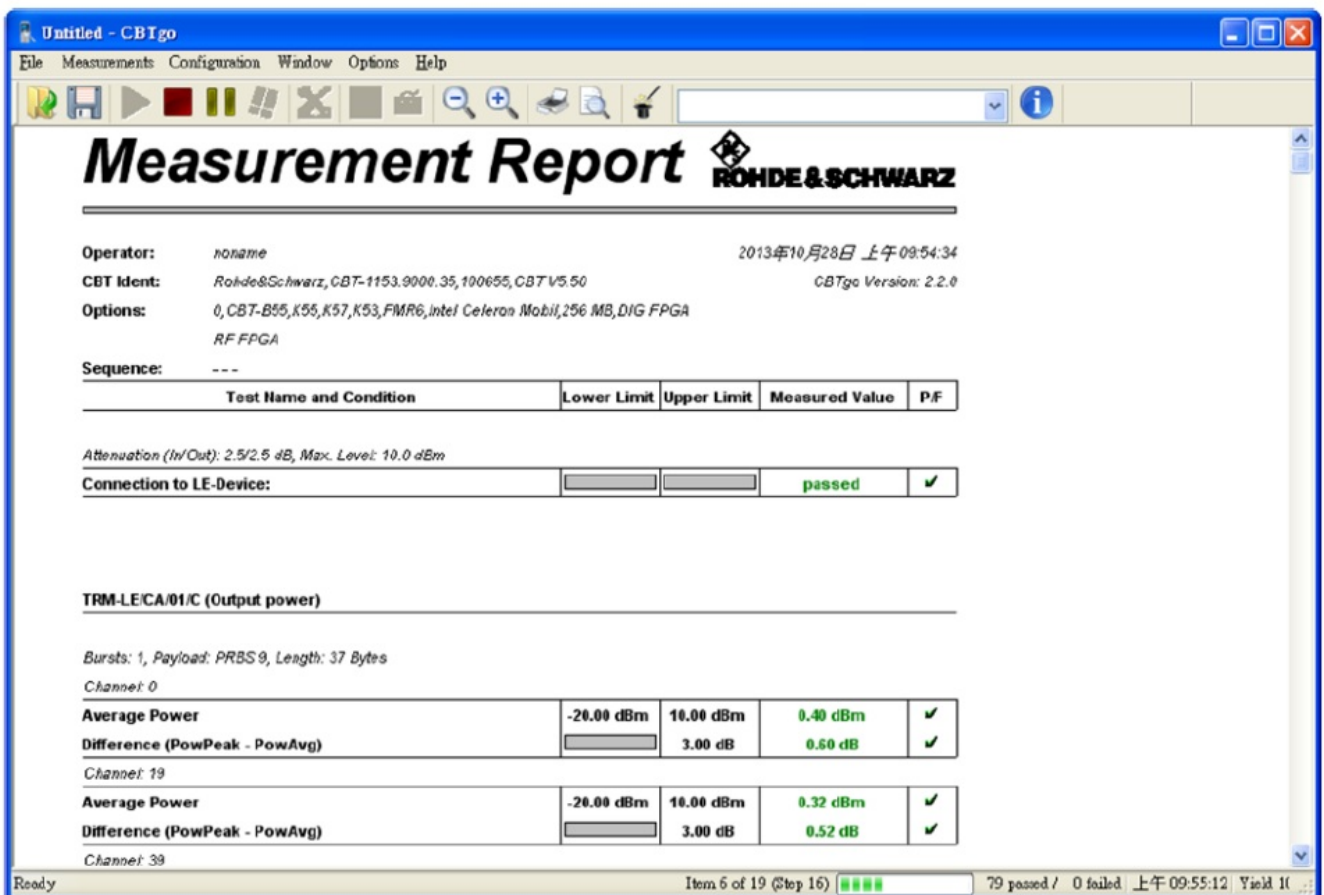 Untitled - CBTgo
File Measurements Configuration Window Options Help
Measurement Report ROHDE & SCHWARZ
Operator: noname 2013年10月28日 上午 09:54:34
CBT Ident: Rohde&Schwarz,CBT-1153.9000.35,100655,CBT V5.50 CBTgo Version: 2.2.0
Options: 0,CBT-B55,K55,K57,K53,FMR6,Intel Celeron Mobil,256 MB,DIG FPGA
RF FPGA
Sequence: ---
Test Name and Condition Lower Limit Upper Limit Measured Value P/F
Attenuation (In/Out): 2.5/2.5 dB, Max. Level: 10.0 dBm
Connection to LE-Device: passed ✔
TRM-LE/CA/01/C (Output power)
Bursts: 1, Payload: PRBS 9, Length: 37 Bytes
Channel: 0
Average Power -20.00 dBm 10.00 dBm 0.40 dBm ✔
Difference (PowPeak - PowAvg) 3.00 dB 0.60 dB ✔
Channel: 19
Average Power -20.00 dBm 10.00 dBm 0.32 dBm ✔
Difference (PowPeak - PowAvg) 3.00 dB 0.52 dB ✔
Channel: 39
Ready Item 6 of 19 (Step 16) 79 passed / 0 failed 上午 09:55:12 Yield 1(